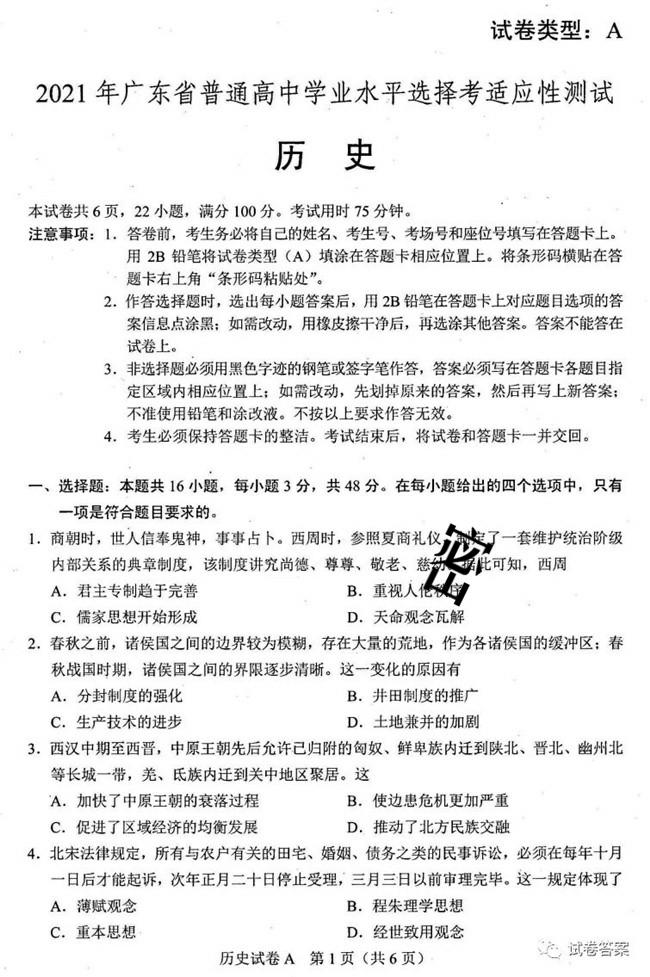 试卷类型：A
2021年广东省普通高中学业水平选择考适应性测试
历 史
本试卷共6页，22小题，满分100分。考试用时75分钟。
注意事项：1．答卷前，考生务必将自己的姓名、考生号、考场号和座位号填写在答题卡上。
用 2B 铅笔将试卷类型（A）填涂在答题卡相应位置上。将条形码横贴在答
题卡右上角“条形码粘贴处”。
2．作答选择题时，选出每小题答案后，用2B铅笔在答题卡上对应题目选项的答
案信息点涂黑；如需改动，用橡皮擦干净后，再选涂其他答案。答案不能答在
试卷上。
3．非选择题必须用黑色字迹的钢笔或签字笔作答，答案必须写在答题卡各题目指
定区域内相应位置上；如需改动，先划掉原来的答案，然后再写上新答案；
不准使用铅笔和涂改液。不按以上要求作答无效。
4．考生必须保持答题卡的整洁。考试结束后，将试卷和答题卡一并交回。
一、选择题：本题共16小题，每小题3分，共48分。在每小题给出的四个选项中，只有
一项是符合题目要求的。
1．商朝时，世人信奉鬼神，事事占卜。西周时，参照夏商礼仪，制定了一套维护统治阶级
内部关系的典章制度，该制度讲究尚德、尊尊、敬老、慈幼。据此可知，西周
A．君主专制趋于完善 B．重视人伦秩序
C．儒家思想开始形成 D．天命观念瓦解
密
2．春秋之前，诸侯国之间的边界较为模糊，存在大量的荒地，作为各诸侯国的缓冲区；春
秋战国时期，诸侯国之间的界限逐步清晰。这一变化的原因有
A．分封制度的强化 B．井田制度的推广
C．生产技术的进步 D．土地兼并的加剧
3．西汉中期至西晋，中原王朝先后允许已归附的匈奴、鲜卑族内迁到陕北、晋北、幽州北
等长城一带，羌、氐族内迁到关中地区聚居。这
A．加快了中原王朝的衰落过程 B．使边患危机更加严重
C．促进了区域经济的均衡发展 D．推动了北方民族交融
4．北宋法律规定，所有与农户有关的田宅、婚姻、债务之类的民事诉讼，必须在每年十月
一日后才能起诉，次年正月二十日停止受理，三月三日以前审理完毕。这一规定体现了
A．薄赋观念 B．程朱理学思想
C．重本思想 D．经世致用观念
历史试卷A 第1页（共6页）
试卷答案